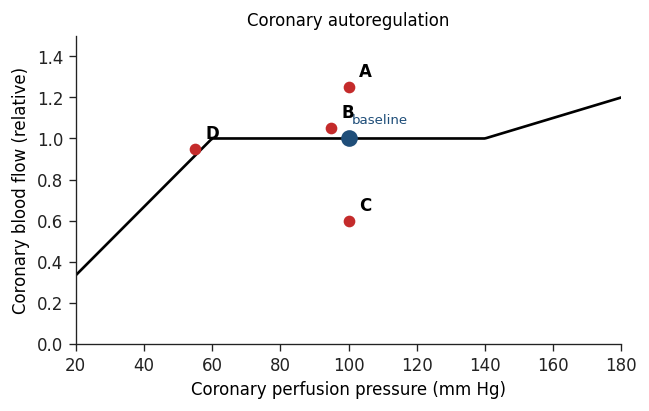 Coronary autoregulation
Coronary blood flow (relative)
1.4
1.2
1.0
0.8
0.6
0.4
0.2
0.0
A
B
baseline
D
C
20 40 60 80 100 120 140 160 180
Coronary perfusion pressure (mm Hg)